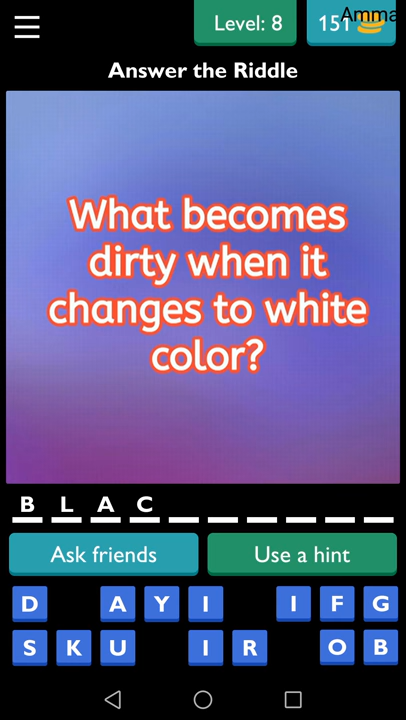 Amma
Level: 8
151
Answer the Riddle
What becomes
dirty when it
changes to white
color?
B L A C
Ask friends
Use a hint
D A Y I I F G
S K U I R O B